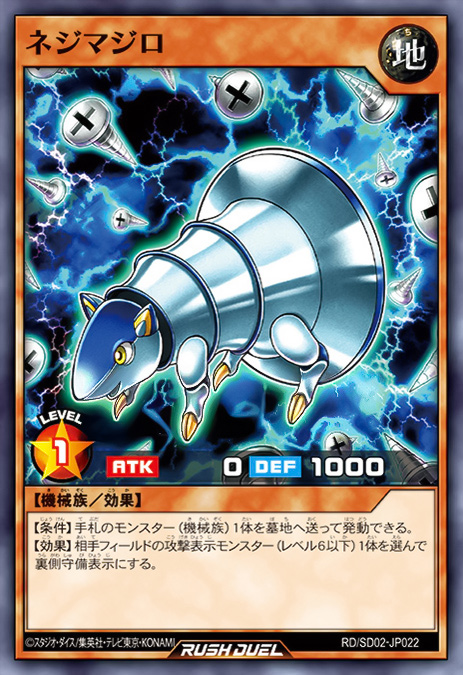 ネジマジロ
地
LEVEL
1
ATK 0 DEF 1000
【機械族/効果】
【条件】手札のモンスター(機械族)1体を墓地へ送って発動できる。
【効果】相手フィールドの攻撃表示モンスター(レベル6以下)1体を選んで
裏側守備表示にする。
©スタジオ・ダイス/集英社・テレビ東京・KONAMI
RUSH DUEL
RD/SD02-JP022